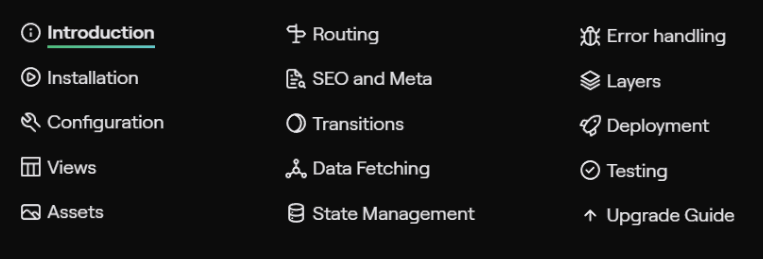 Introduction
Installation
Configuration
Views
Assets
Routing
SEO and Meta
Transitions
Data Fetching
State Management
Error handling
Layers
Deployment
Testing
Upgrade Guide